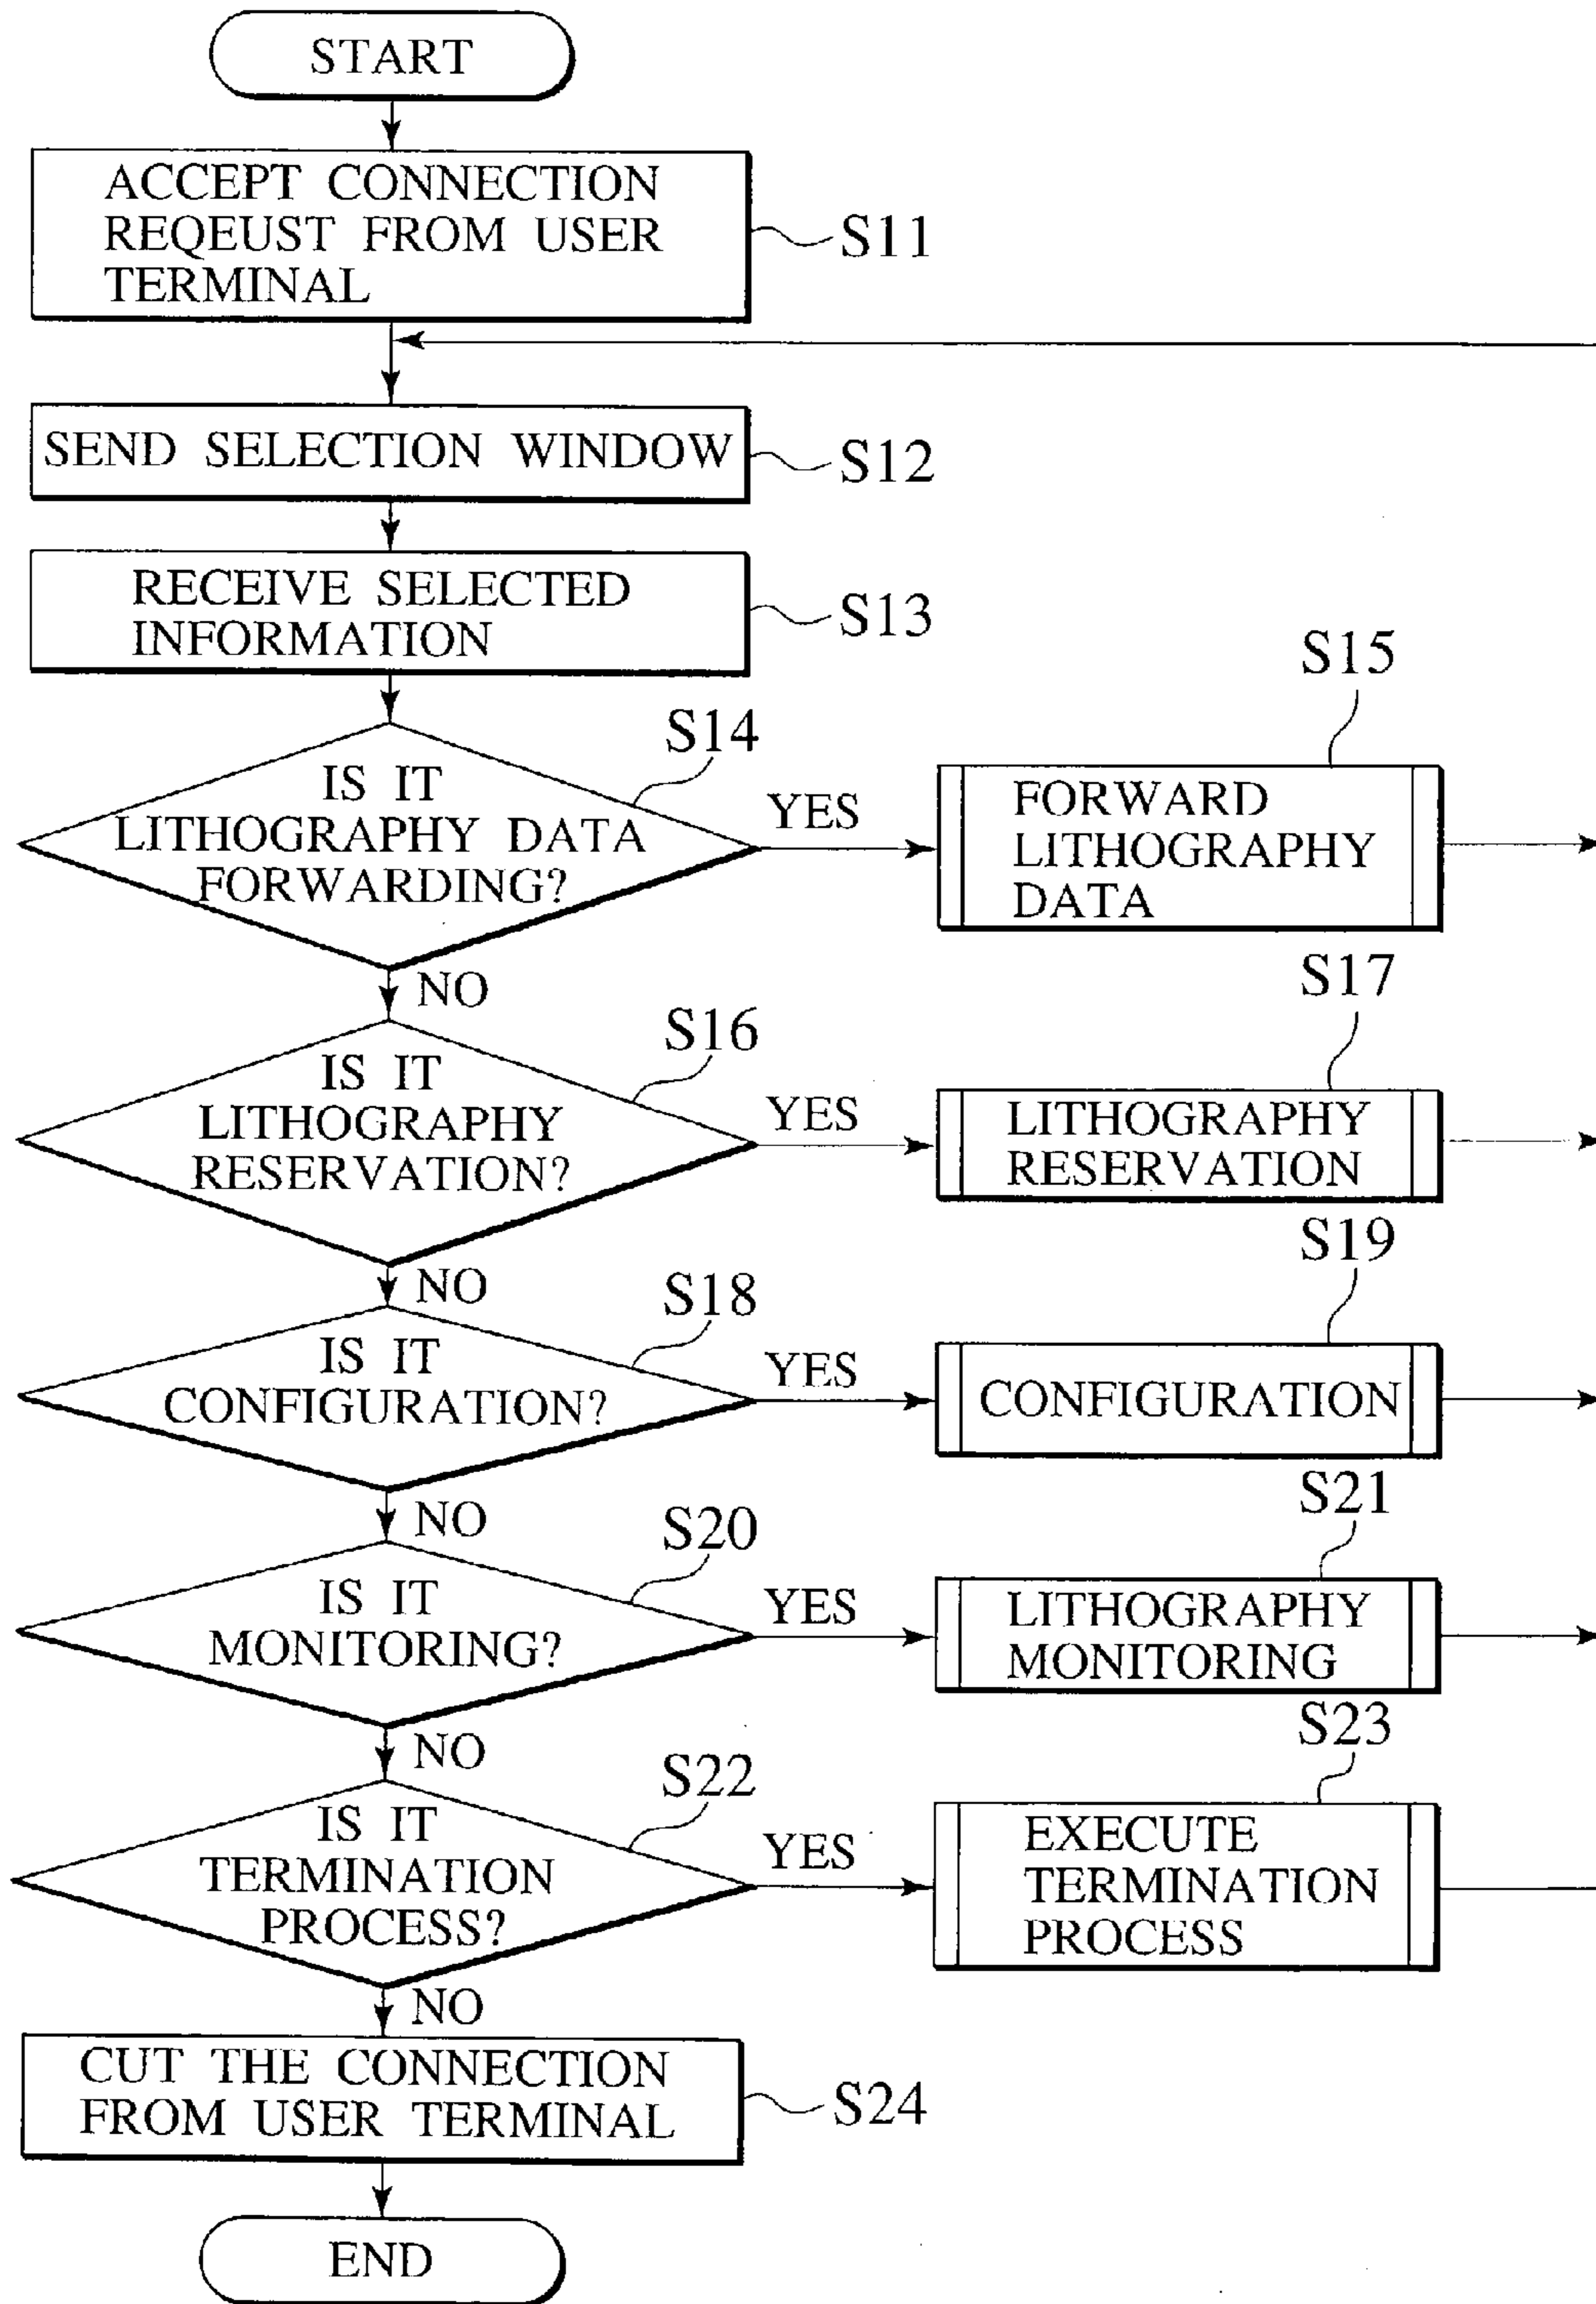 START
ACCEPT CONNECTION
REQEUST FROM USER
TERMINAL
S11
SEND SELECTION WINDOW
S12
RECEIVE SELECTED
INFORMATION
S13
S14
IS IT
LITHOGRAPHY DATA
FORWARDING?
YES
S15
FORWARD
LITHOGRAPHY
DATA
NO
S16
IS IT
LITHOGRAPHY
RESERVATION?
YES
S17
LITHOGRAPHY
RESERVATION
NO
S18
IS IT
CONFIGURATION?
YES
S19
CONFIGURATION
NO
S20
IS IT
MONITORING?
YES
S21
LITHOGRAPHY
MONITORING
NO
S22
IS IT
TERMINATION
PROCESS?
YES
S23
EXECUTE
TERMINATION
PROCESS
NO
CUT THE CONNECTION
FROM USER TERMINAL
S24
END